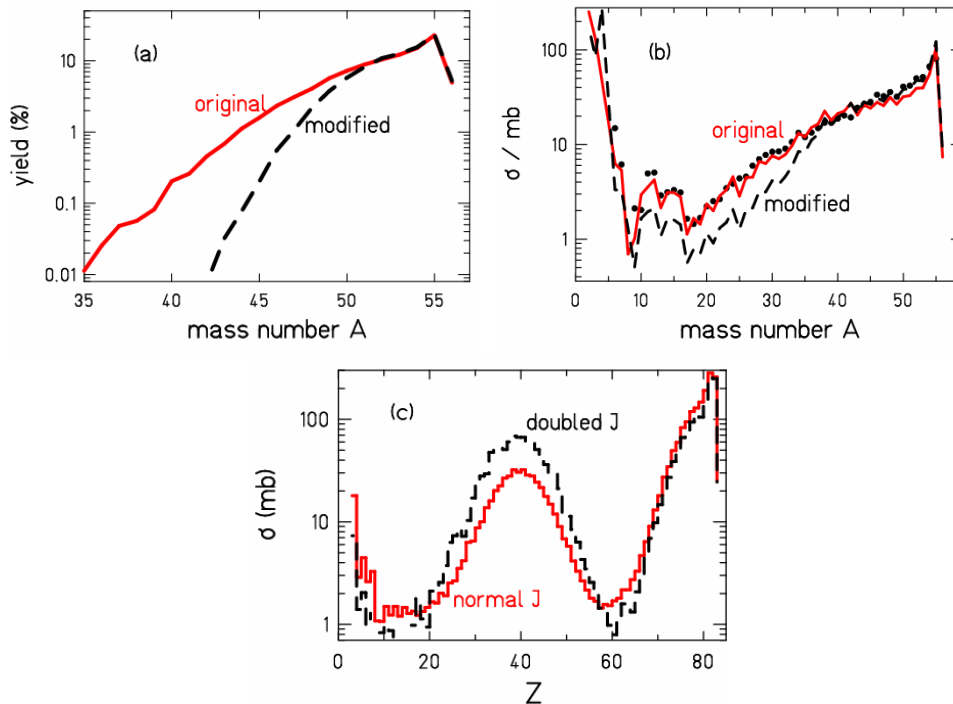 (a)
original
modified
yield (%)
10
1
0.1
0.01
35
40
45
50
55
mass number A
(b)
original
modified
σ / mb
100
10
1
0
10
20
30
40
50
mass number A
(c)
doubled J
normal J
σ (mb)
100
10
1
0
20
40
60
80
Z